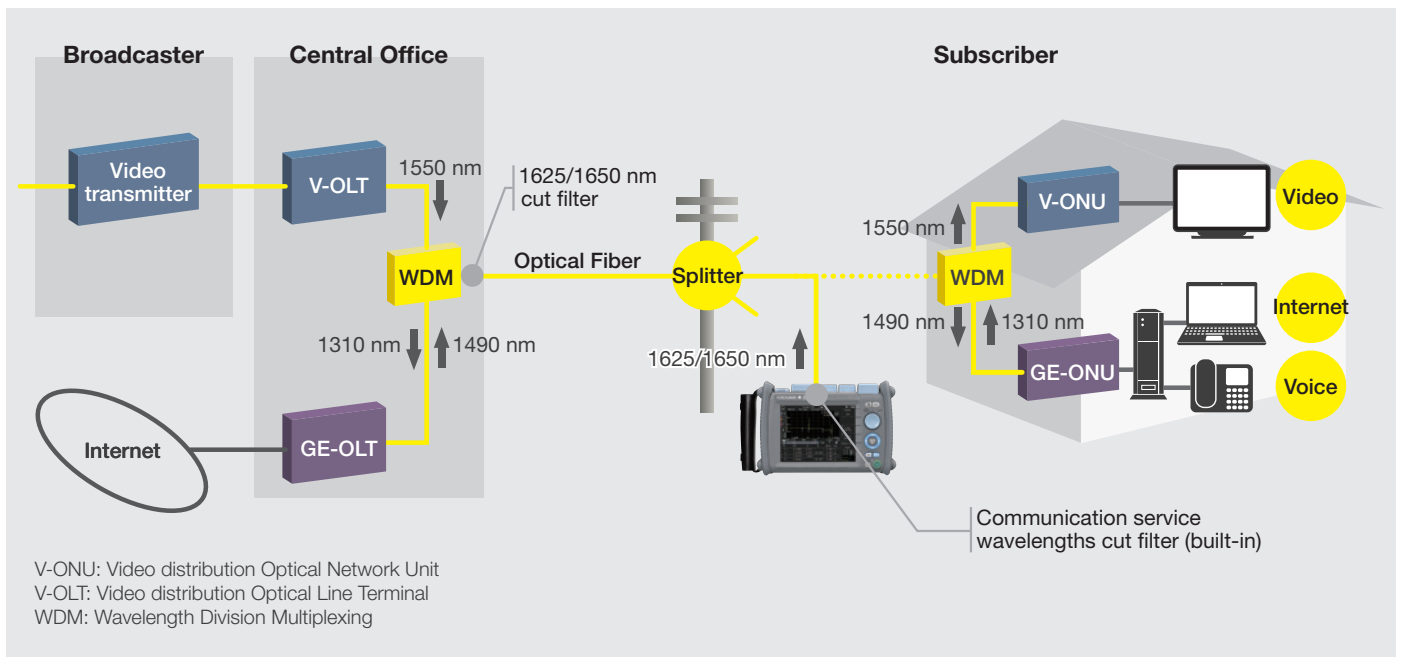 Broadcaster
Central Office
Subscriber
Video
transmitter
V-OLT
1550 nm
1625/1650 nm
cut filter
WDM
Optical Fiber
Splitter
1310 nm
1490 nm
Internet
GE-OLT
1625/1650 nm
1550 nm
WDM
1490 nm
1310 nm
V-ONU
GE-ONU
Video
Internet
Voice
Communication service
wavelengths cut filter (built-in)
V-ONU: Video distribution Optical Network Unit
V-OLT: Video distribution Optical Line Terminal
WDM: Wavelength Division Multiplexing